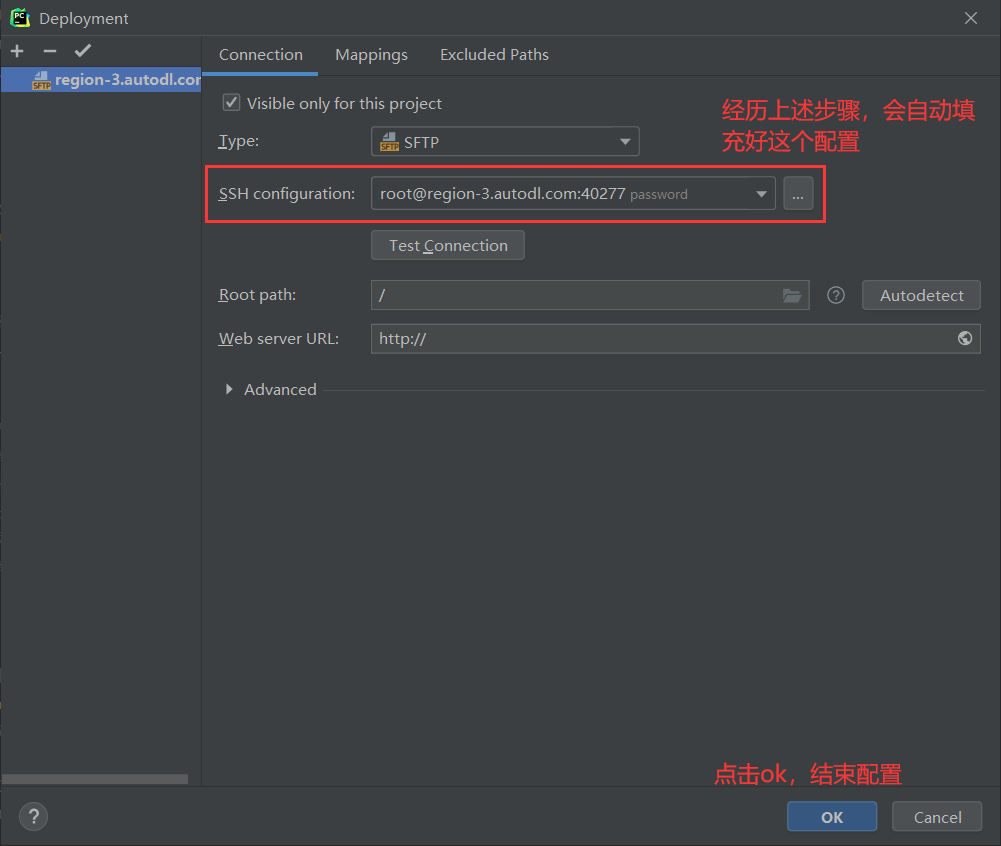 Deployment
region-3.autodl.cor
Connection Mappings Excluded Paths
Visible only for this project
经历上述步骤，会自动填
充好这个配置
Type: SFTP
SSH configuration: root@region-3.autodl.com:40277 password ...
Test Connection
Root path: / Autodetect
Web server URL: http://
Advanced
点击ok，结束配置
? OK Cancel